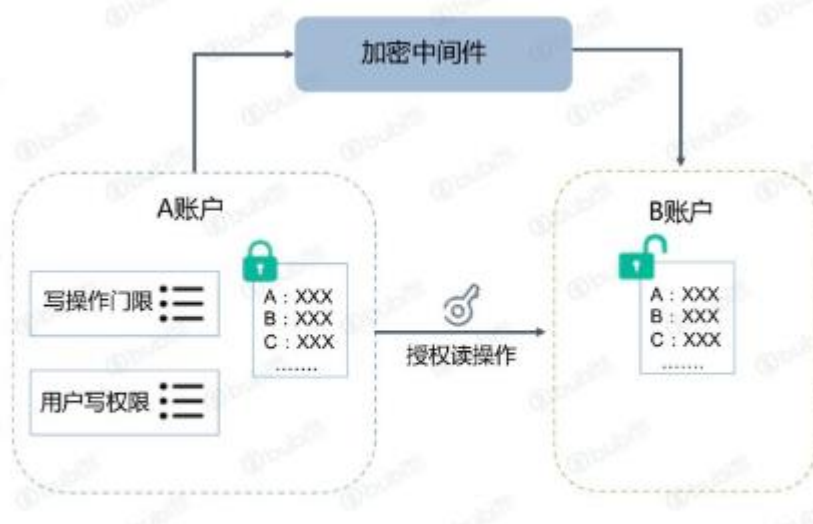 加密中间件
A账户
写操作门限
用户写权限
A：XXX
B：XXX
C：XXX
.......
授权读操作
B账户
A：XXX
B：XXX
C：XXX
.......